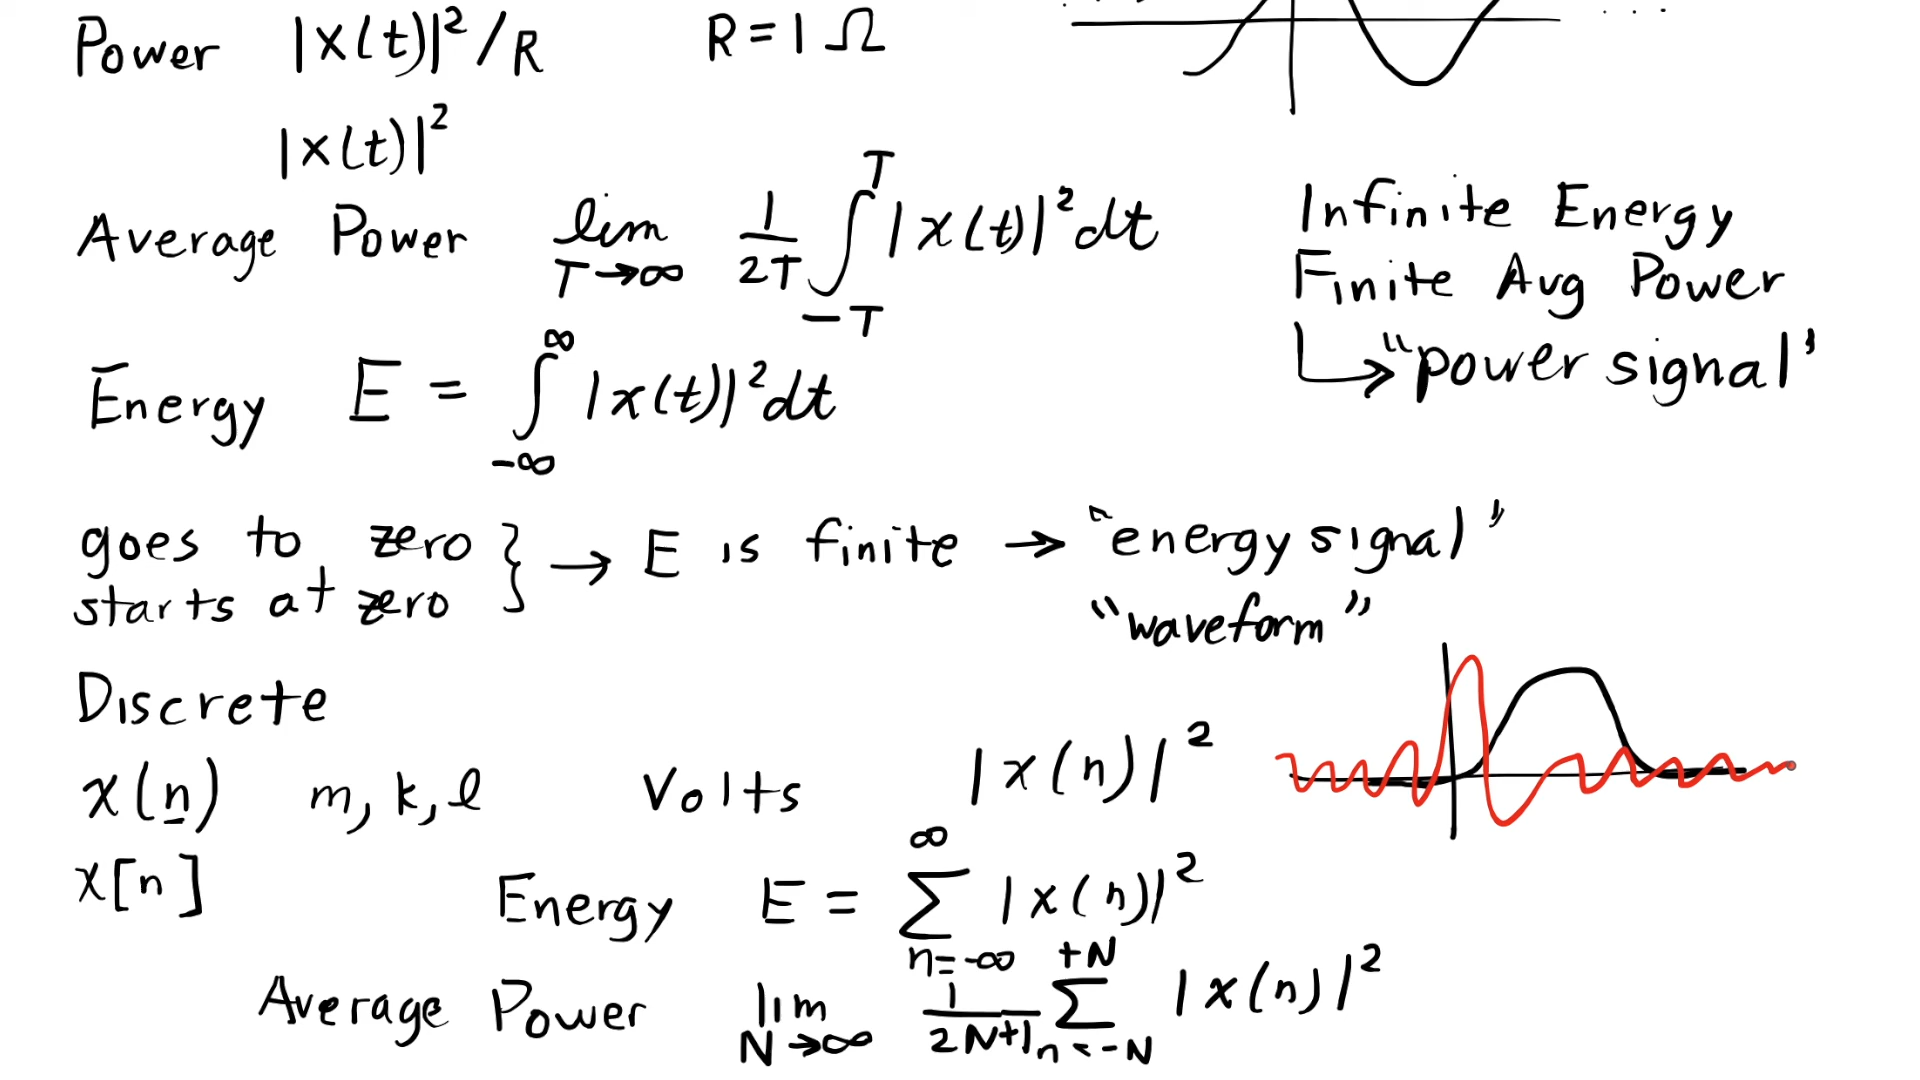 Power |x(t)|²/R R = 1 Ω
|x(t)|²
Average Power lim T→∞ 1/2T ∫_{-T}^{T} |x(t)|² dt
Infinite Energy
Finite Avg Power
↳ "power signal"
Energy E = ∫_{-∞}^{∞} |x(t)|² dt
goes to zero
starts at zero } → E is finite → "energy signal"
"waveform"
Discrete
x(n) m, k, l Volts |x(n)|²
x[n]
Energy E = ∑_{n=-∞}^{∞} |x(n)|²
Average Power lim N→∞ 1/2N+1 ∑_{n=-N}^{+N} |x(n)|²